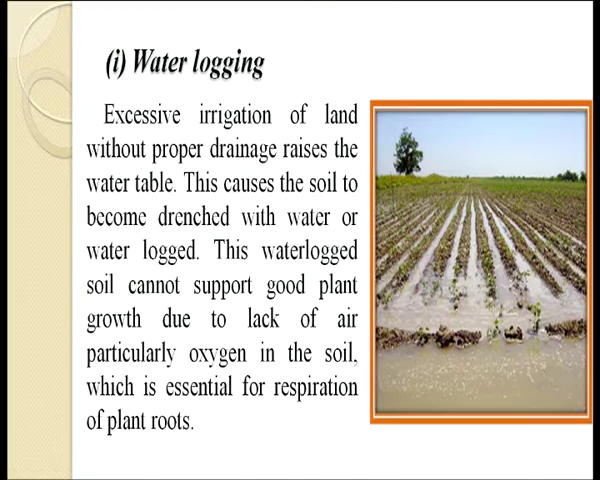 (i) Water logging
Excessive irrigation of land
without proper drainage raises the
water table. This causes the soil to
become drenched with water or
water logged. This waterlogged
soil cannot support good plant
growth due to lack of air
particularly oxygen in the soil,
which is essential for respiration
of plant roots.